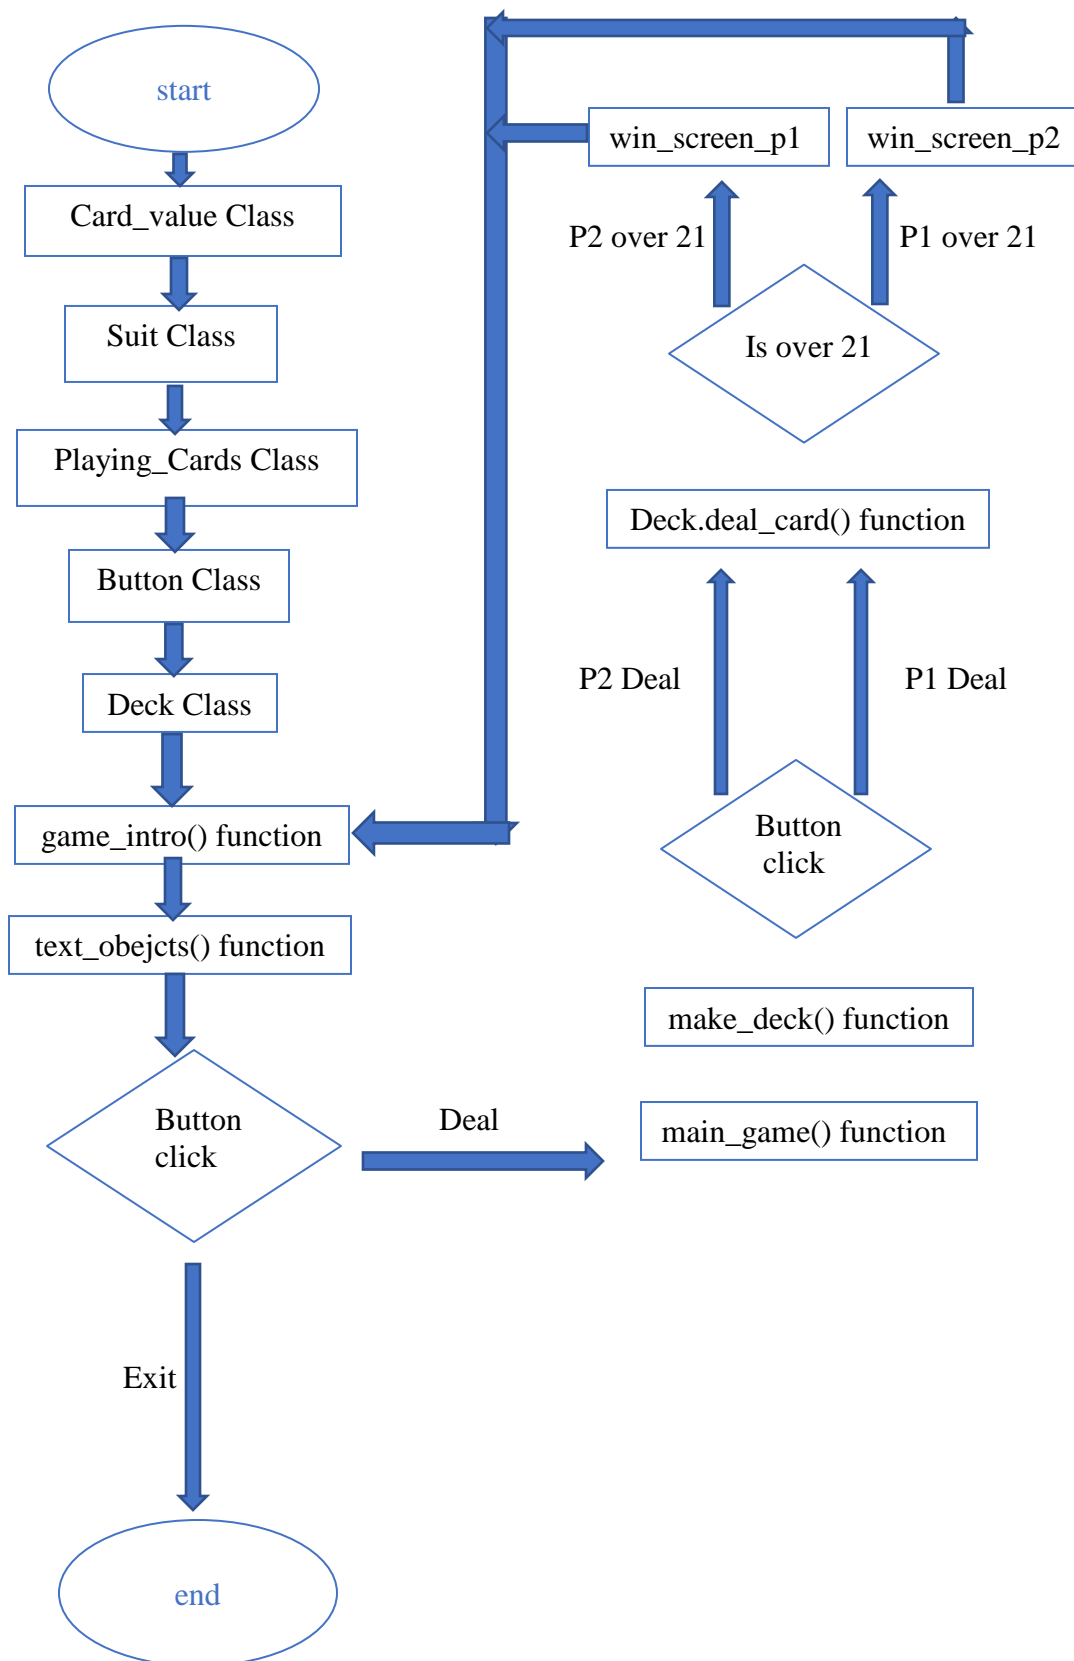 start
Card_value Class
Suit Class
Playing_Cards Class
Button Class
Deck Class
game_intro() function
text_obejcts() function
Button
click
Deal
Exit
end
win_screen_p1
win_screen_p2
P2 over 21
P1 over 21
Is over 21
Deck.deal_card() function
P2 Deal
P1 Deal
Button
click
make_deck() function
main_game() function